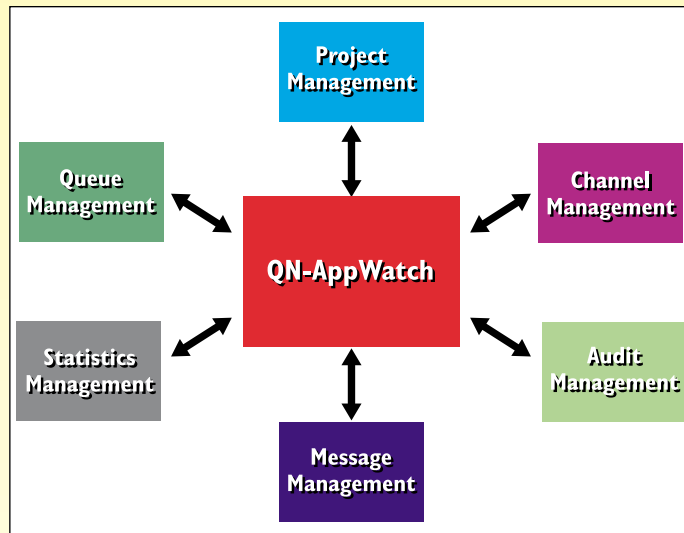 Project
Management
Queue
Management
Channel
Management
QN-AppWatch
Statistics
Management
Audit
Management
Message
Management